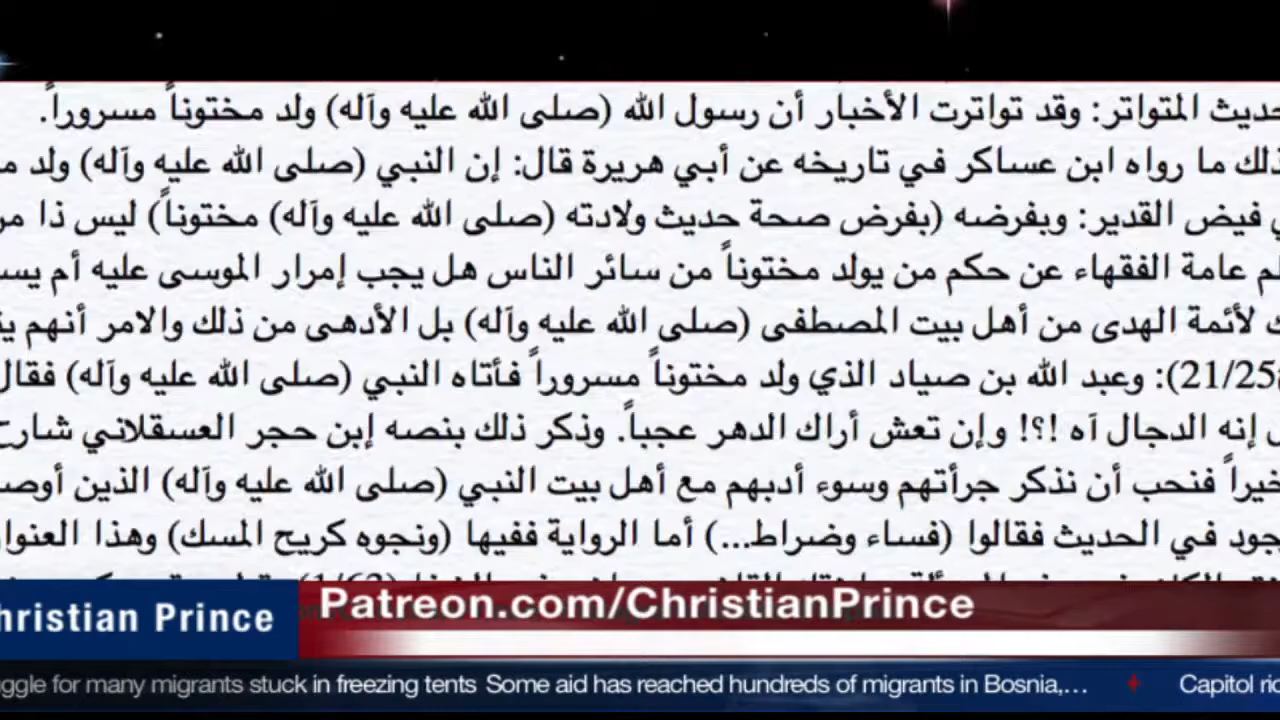 حديث المتواتر: وقد تواترت الأخبار أن رسول الله (صلى الله عليه وآله) ولد مختوناً مسروراً.
ذلك ما رواه ابن عساكر في تاريخه عن أبي هريرة قال: إن النبي (صلى الله عليه وآله) ولد
فيض القدير: وبفرضه (بفرض صحة حديث ولادته (صلى الله عليه وآله) مختوناً) ليس ذا
عامة الفقهاء عن حكم من يولد مختوناً من سائر الناس هل يجب إمرار الموسى عليه أم
لأئمة الهدى من أهل بيت المصطفى (صلى الله عليه وآله) بل الأدهى من ذلك والامر أنهم
21/25): وعبد الله بن صياد الذي ولد مختوناً مسروراً فأتاه النبي (صلى الله عليه وآله) فقال
إنه الدجال آه !؟! وإن تعش أراك الدهر عجباً. وذكر ذلك بنصه إبن حجر العسقلاني شارح
خيراً فنحب أن نذكر جرأتهم وسوء أدبهم مع أهل بيت النبي (صلى الله عليه وآله) الذين
جود في الحديث فقالوا (فساء وضراط...) أما الرواية ففيها (ونجوه كريح المسك) وهذا
hristian Prince
Patreon.com/ChristianPrince
ggle for many migrants stuck in freezing tents Some aid has reached hundreds of migrants in Bosnia,... Capitol